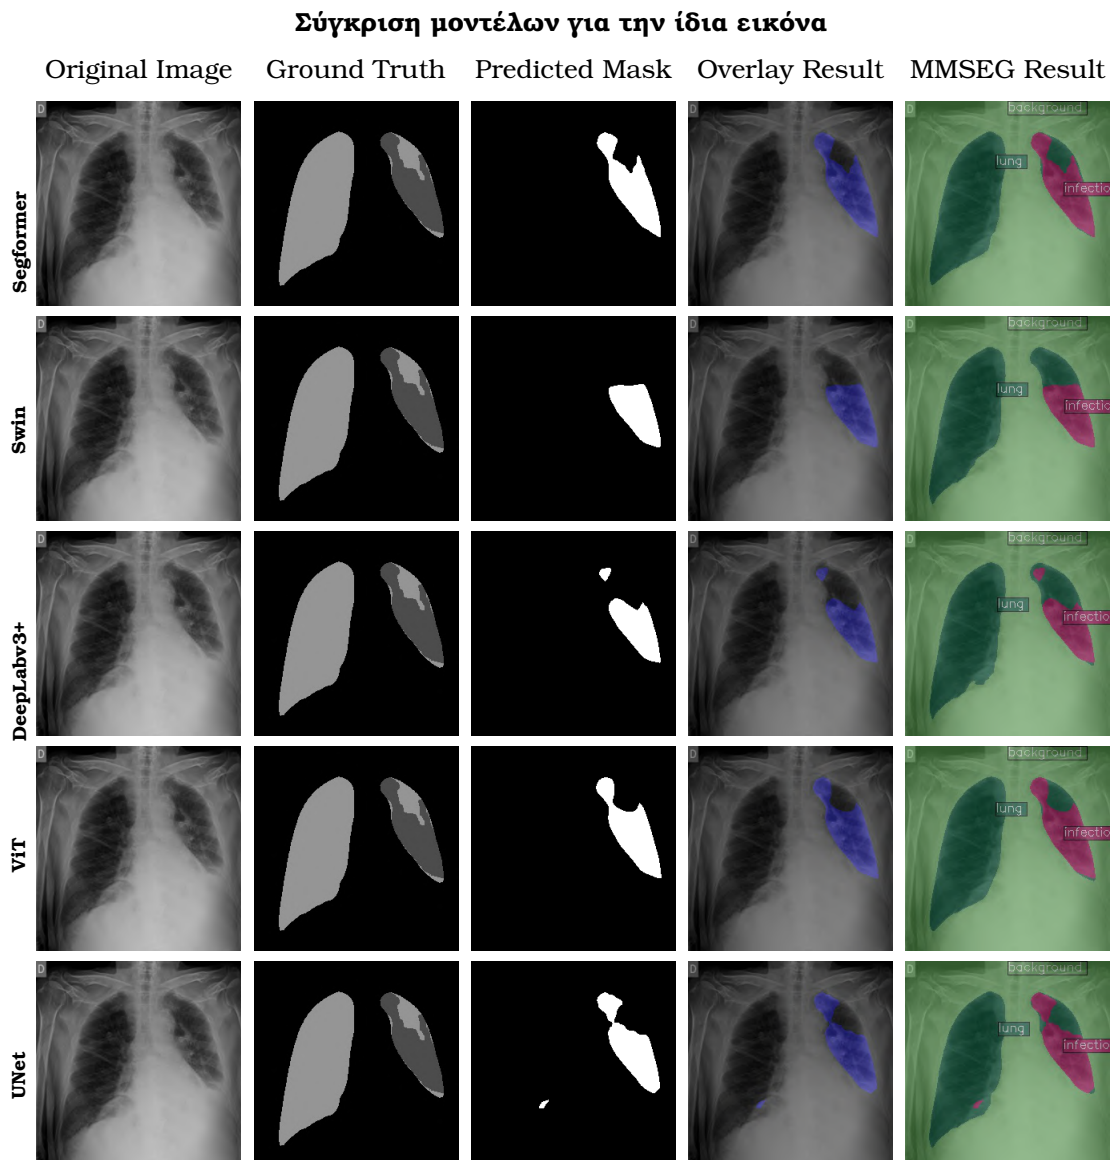 Σύγκριση μοντέλων για την ίδια εικόνα
Original Image Ground Truth Predicted Mask Overlay Result MMSEG Result
Segformer
D
D
D
background
lung
infectio
Swin
D
D
D
background
lung
infectio
DeepLabv3+
D
D
D
background
lung
infectio
ViT
D
D
D
background
lung
infectio
UNet
D
D
D
background
lung
infectio